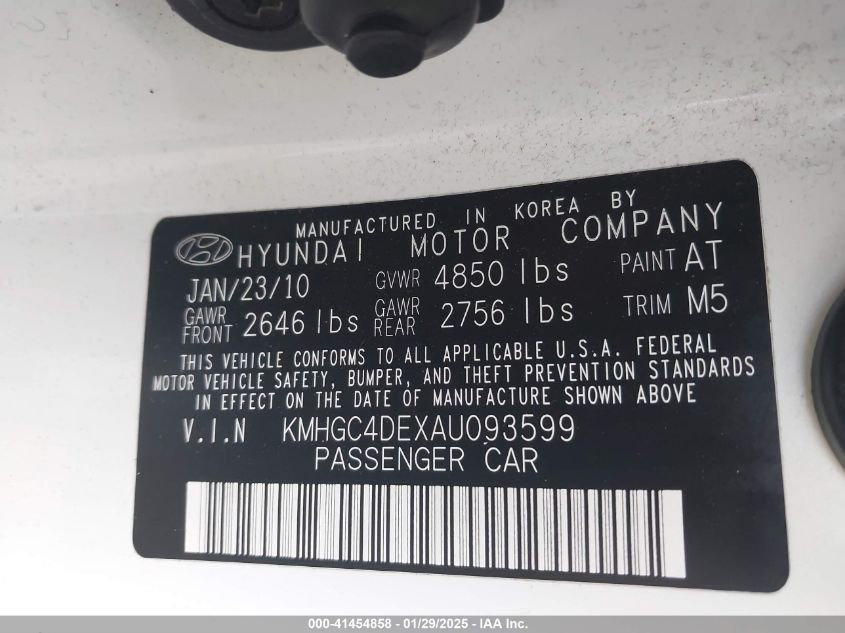 MANUFACTURED IN KOREA BY
HYUNDAI MOTOR COMPANY
JAN/23/10 GVWR 4850 lbs PAINT AT
GAWR FRONT 2646 lbs GAWR REAR 2756 lbs TRIM M5
THIS VEHICLE CONFORMS TO ALL APPLICABLE U.S.A. FEDERAL
MOTOR VEHICLE SAFETY, BUMPER, AND THEFT PREVENTION STANDARDS
IN EFFECT ON THE DATE OF MANUFACTURE SHOWN ABOVE
V.I.N KMHGC4DEXAU093599
PASSENGER CAR
000-41454858 - 01/29/2025 - IAA Inc.